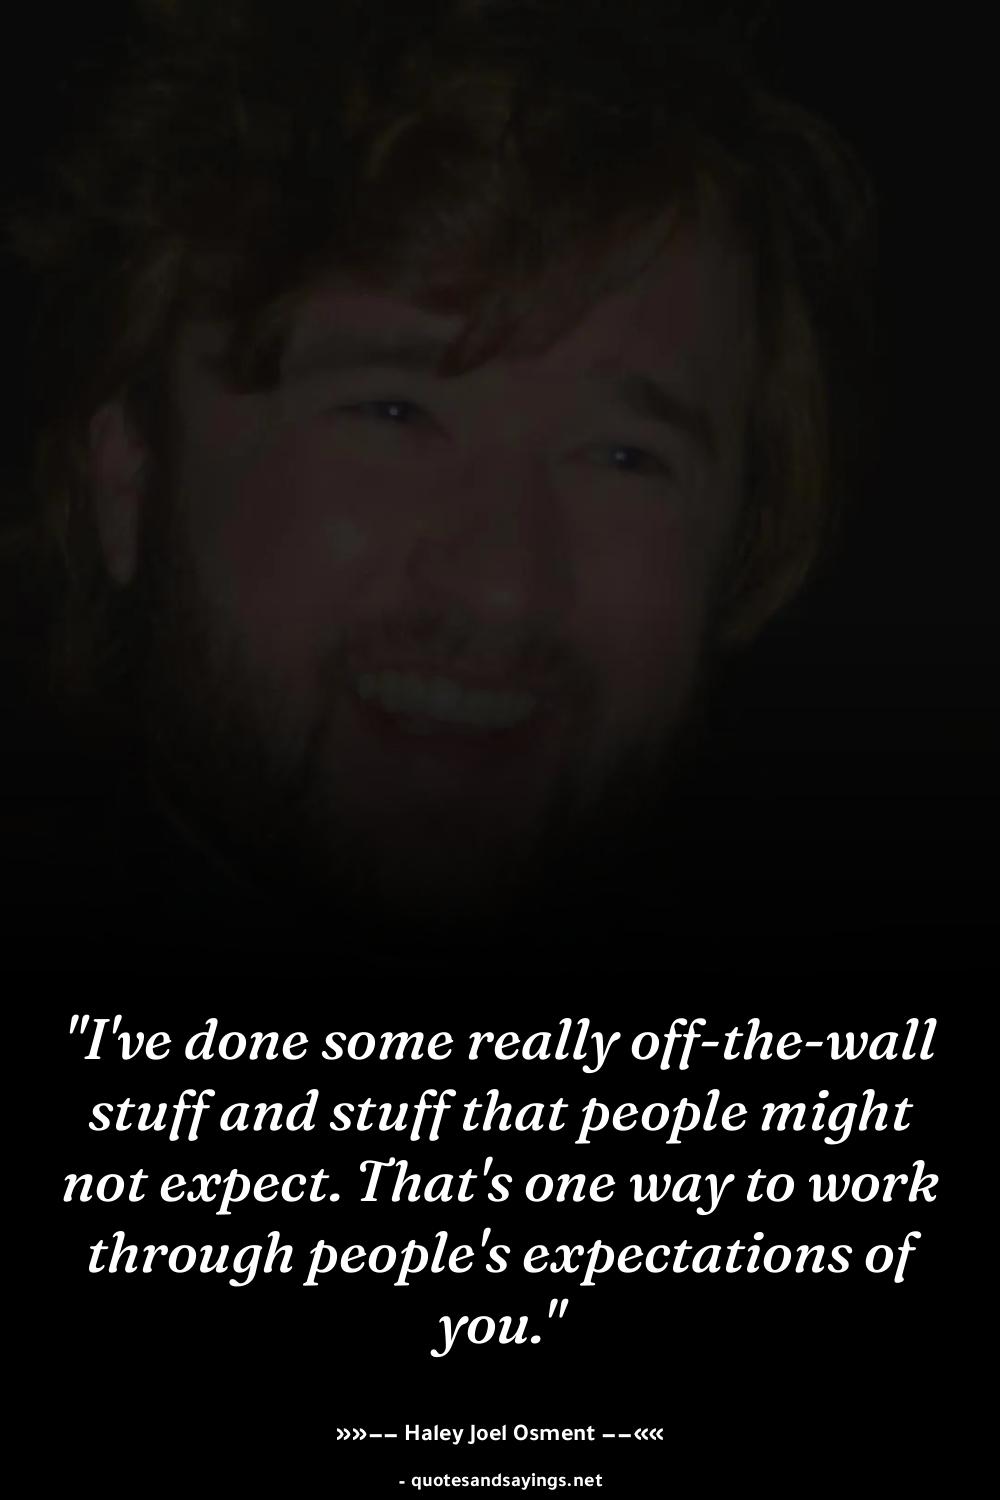 "I've done some really off-the-wall
stuff and stuff that people might
not expect. That's one way to work
through people's expectations of
you."
»»–– Haley Joel Osment ––««
- quotesandsayings.net